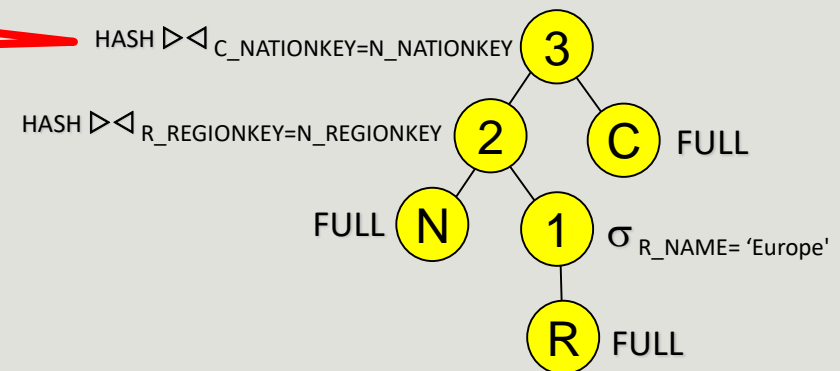 HASH ▷◁ C_NATIONKEY=N_NATIONKEY 3
HASH ▷◁ R_REGIONKEY=N_REGIONKEY 2 C FULL
FULL N 1 σ R_NAME= ‘Europe'
R FULL